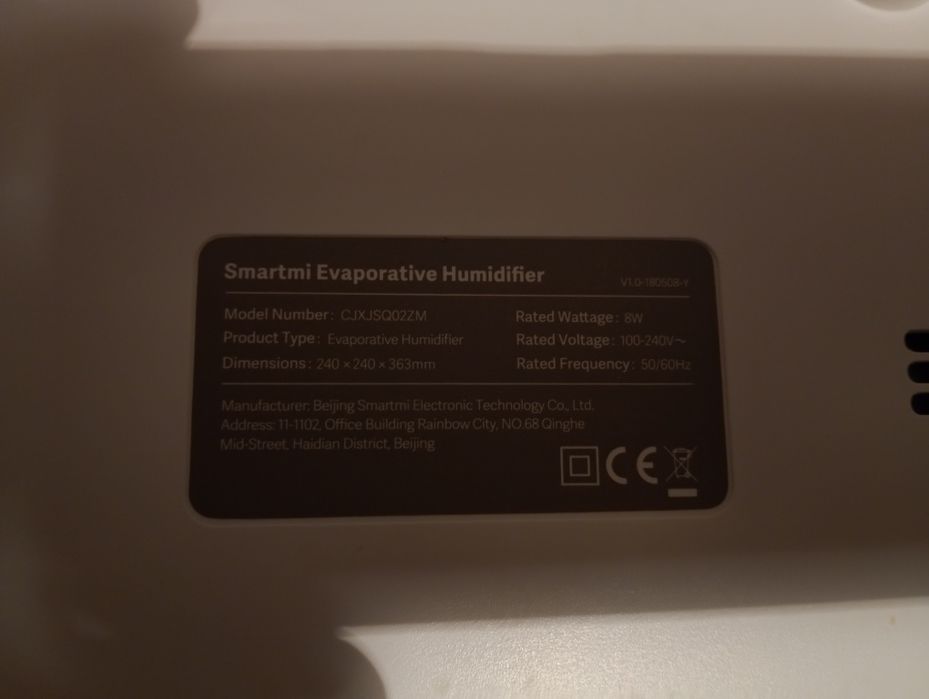 Smartmi Evaporative Humidifier
V1.0-180508-Y
Model Number: CJXJSQ02ZM
Rated Wattage: 8W
Product Type: Evaporative Humidifier
Rated Voltage: 100-240V~
Dimensions: 240 × 240 × 363mm
Rated Frequency: 50/60Hz
Manufacturer: Beijing Smartmi Electronic Technology Co., Ltd.
Address: 11-1102, Office Building Rainbow City, NO.68 Qinghe
Mid-Street, Haidian District, Beijing
CE